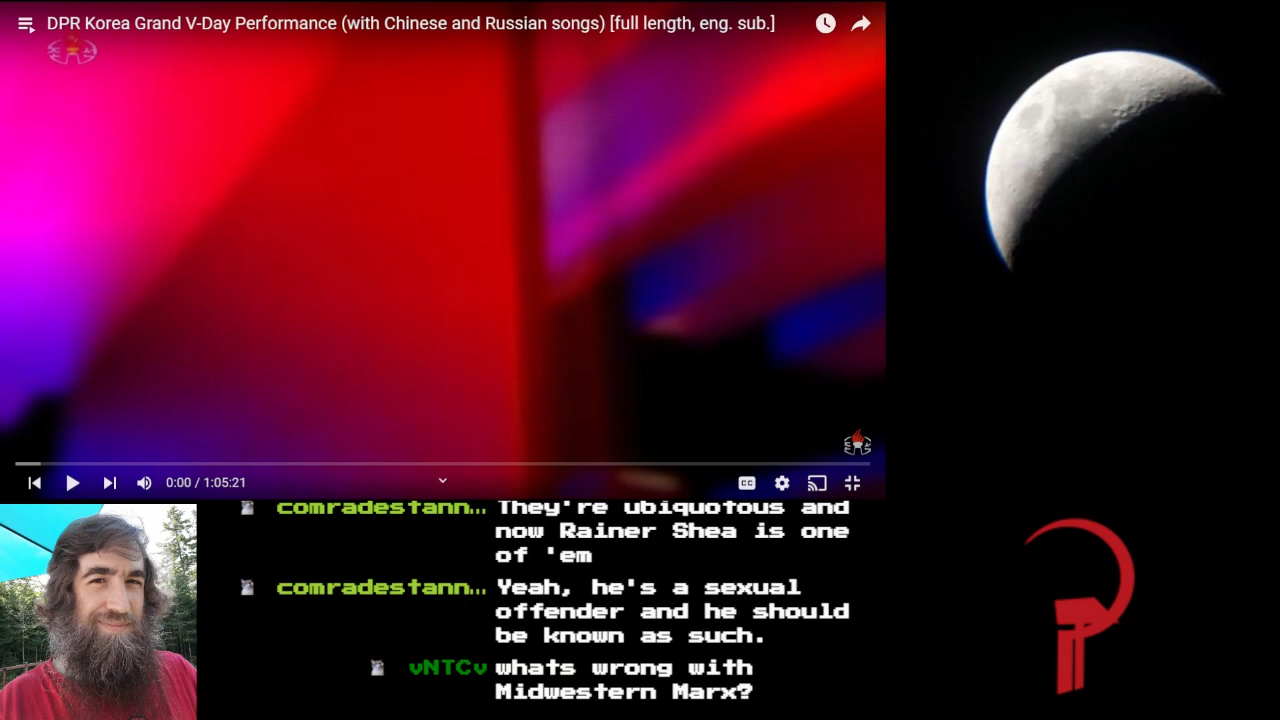 DPR Korea Grand V-Day Performance (with Chinese and Russian songs) [full length, eng. sub.]
0:00 / 1:05:21
CC
comradestann... They're ubiquotous and
now Rainer Shea is one
of 'em
comradestann... Yeah, he's a sexual
offender and he should
be known as such.
vNTCv whats wrong with
Midwestern Marx?